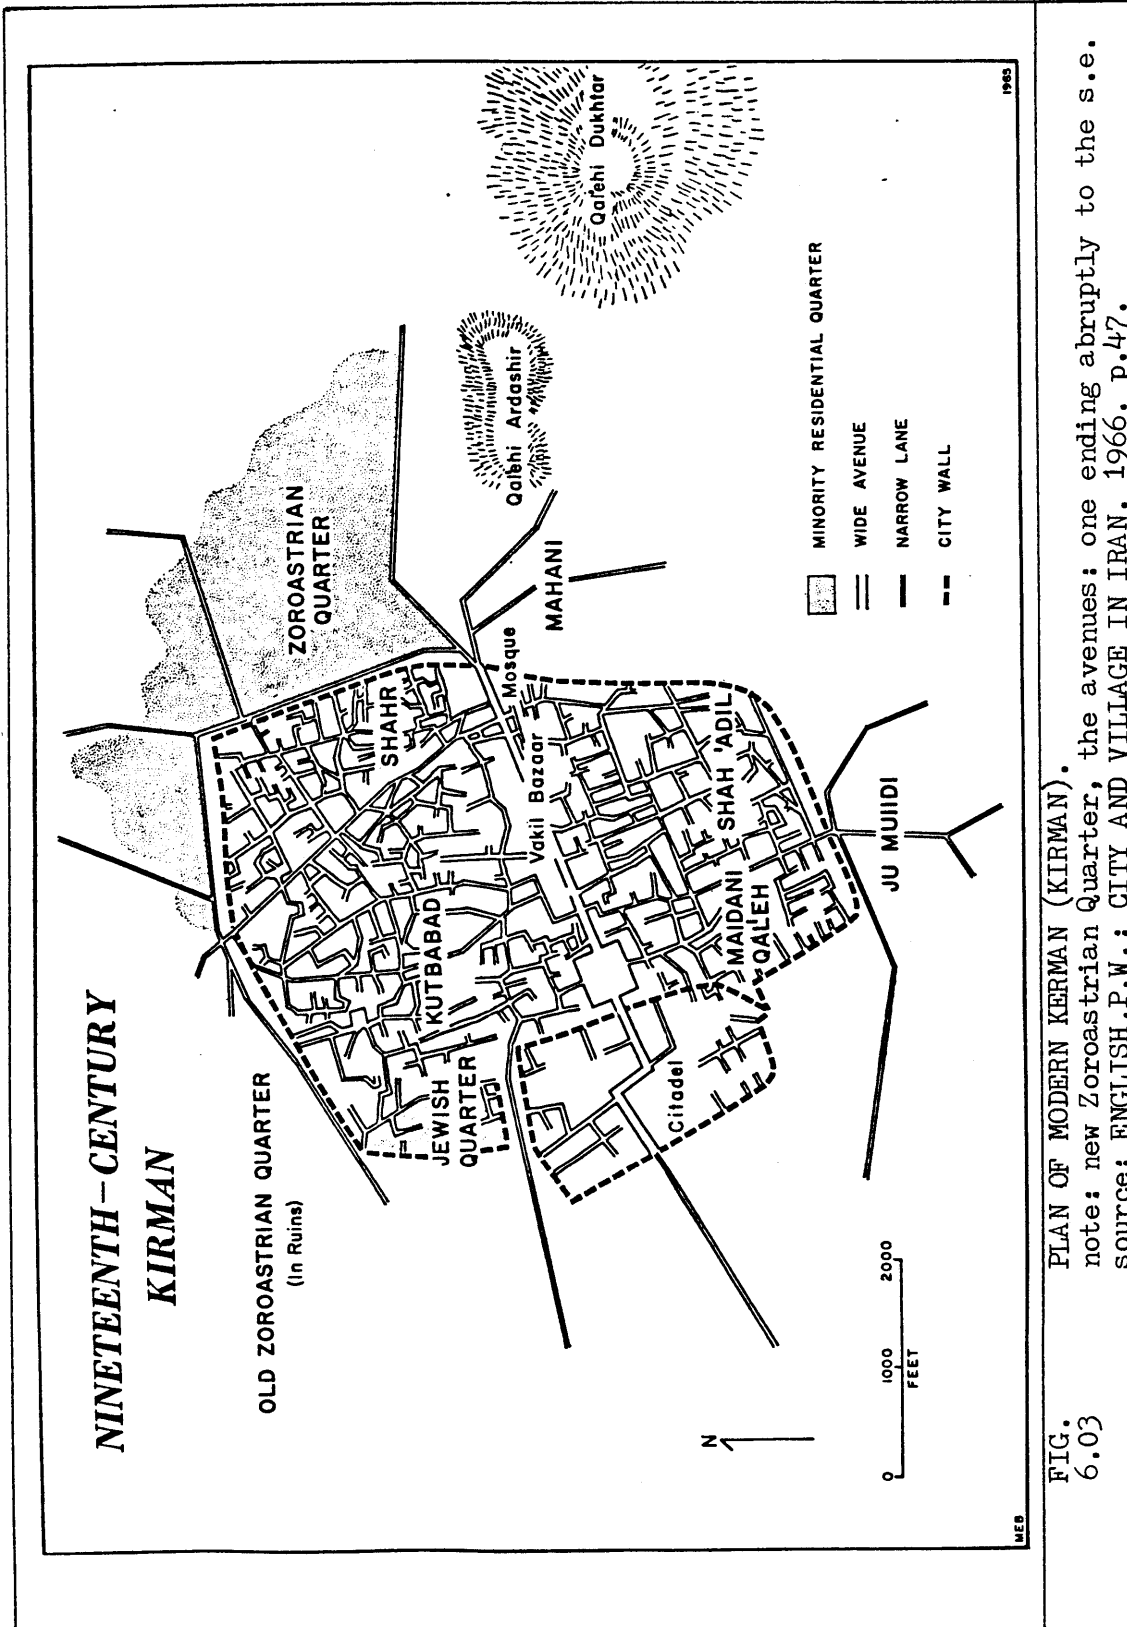 NINETEENTH-CENTURY
KIRMAN
OLD ZOROASTRIAN QUARTER
(In Ruins)
ZOROASTRIAN
QUARTER
SHAHR
KUTBABAD
JEWISH
QUARTER
Mosque
Vakil Bazaar
MAHANI
Qal'ehi Ardashir
Qal'ehi Dukhtar
Citadel
MAIDANI
QAL'EH
SHAH 'ADIL
JU MUIIDI
N
0 1000 2000
FEET
MINORITY RESIDENTIAL QUARTER
WIDE AVENUE
NARROW LANE
CITY WALL
MEB
1965
FIG.
6.03
PLAN OF MODERN KERMAN (KIRMAN).
note: new Zoroastrian Quarter, the avenues: one ending abruptly to the s.e.
source: ENGLISH.P.W.: CITY AND VILLAGE IN IRAN. 1966. p.47.